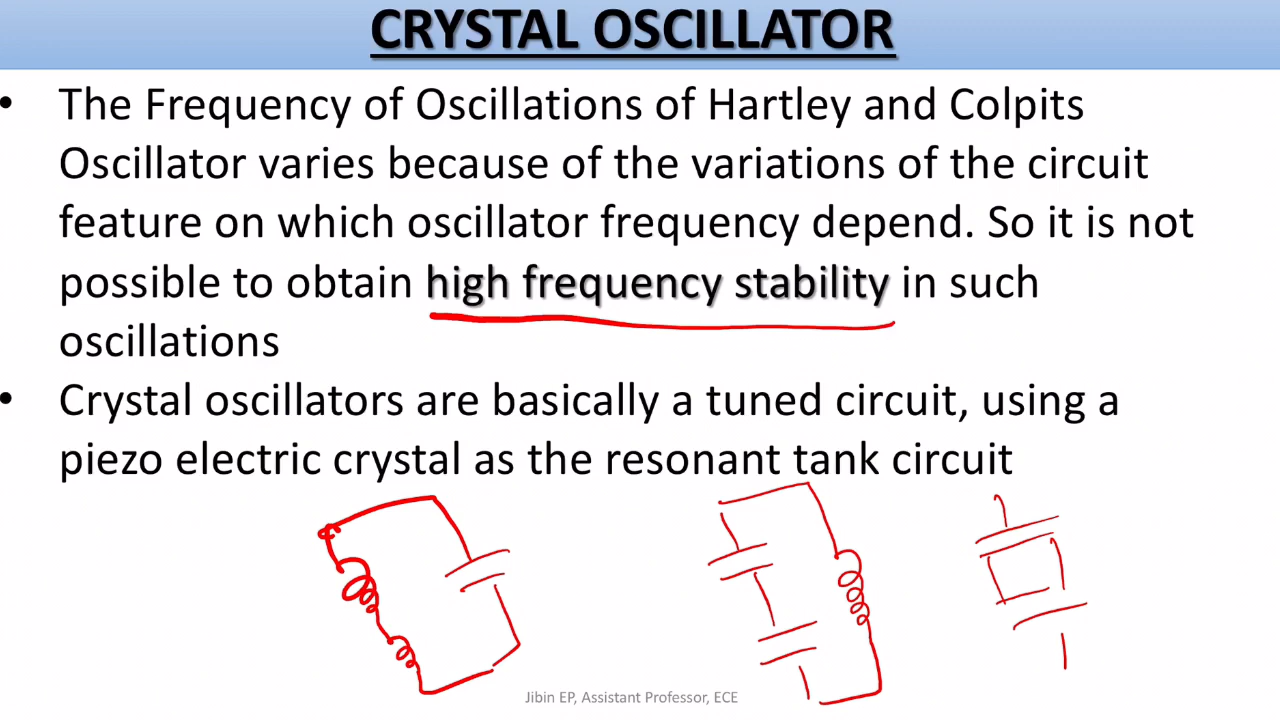 CRYSTAL OSCILLATOR
• The Frequency of Oscillations of Hartley and Colpits
Oscillator varies because of the variations of the circuit
feature on which oscillator frequency depend. So it is not
possible to obtain high frequency stability in such
oscillations
• Crystal oscillators are basically a tuned circuit, using a
piezo electric crystal as the resonant tank circuit
Jibin EP, Assistant Professor, ECE